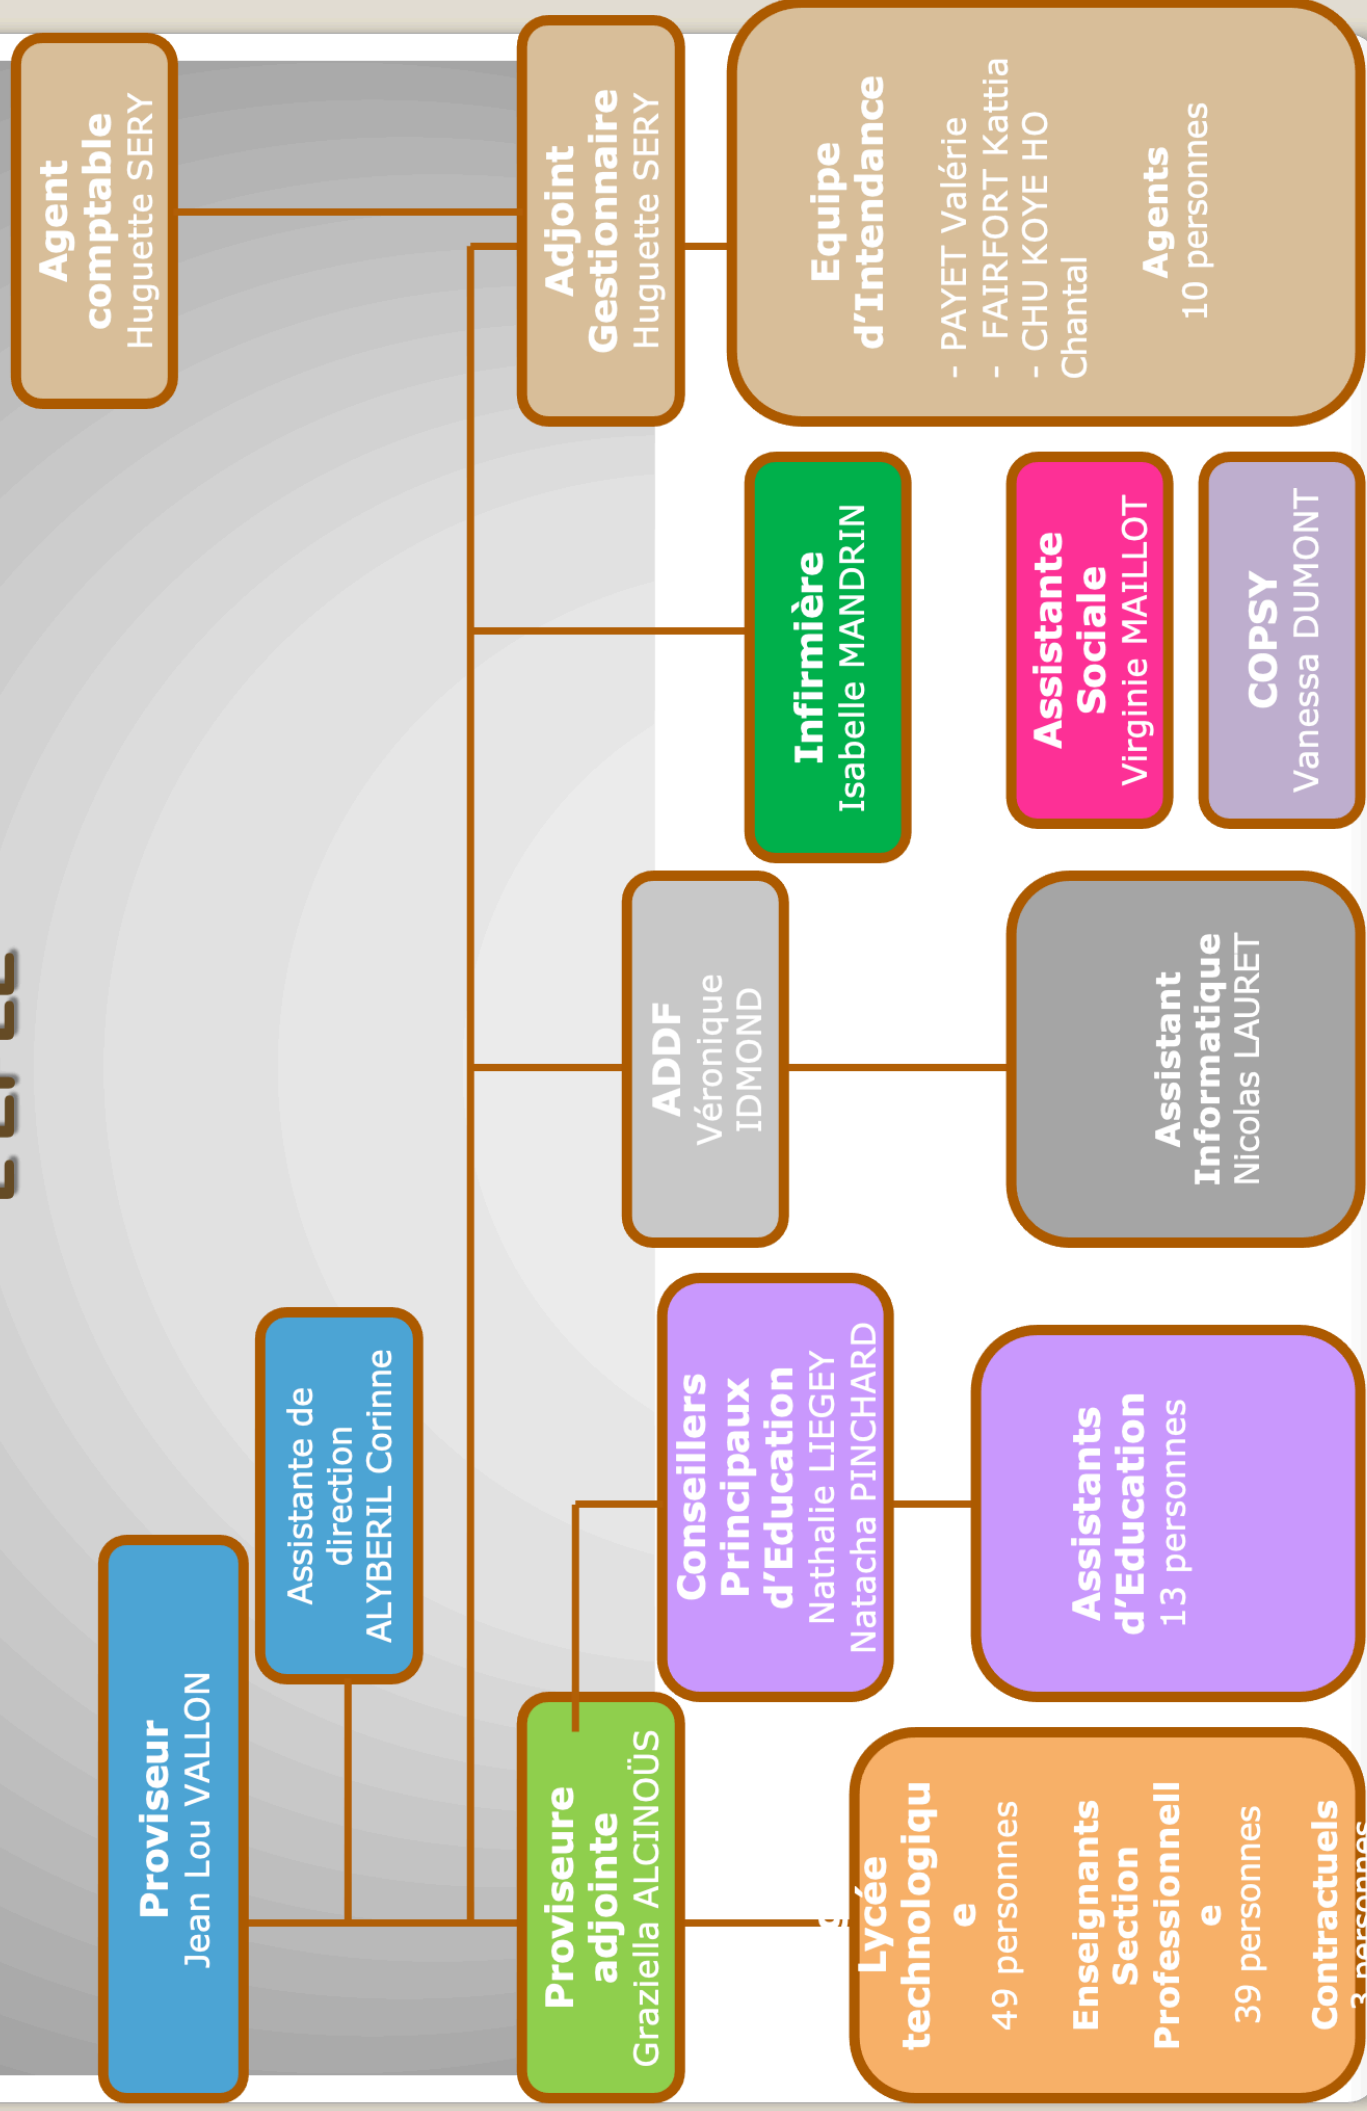 Proviseur
Jean Lou VALLON
Assistante de
direction
ALYBERIL Corinne
Agent
comptable
Huguette SERY
Proviseure
adjointe
Graziella ALCINOÜS
Adjoint
Gestionnaire
Huguette SERY
Conseillers
Principaux
d’Education
Nathalie LIEGEY
Natacha PINCHARD
ADDF
Véronique
IDMOND
Infirmière
Isabelle MANDRIN
Equipe
d’Intendance
- PAYET Valérie
- FAIRFORT Kattia
- CHU KOYE HO
Chantal
Agents
10 personnes
Lycée
technologiqu
e
49 personnes
Enseignants
Section
Professionnell
e
39 personnes
Contractuels
3 personnes
Assistants
d’Education
13 personnes
Assistant
Informatique
Nicolas LAURET
Assistante
Sociale
Virginie MAILLOT
COPSY
Vanessa DUMONT